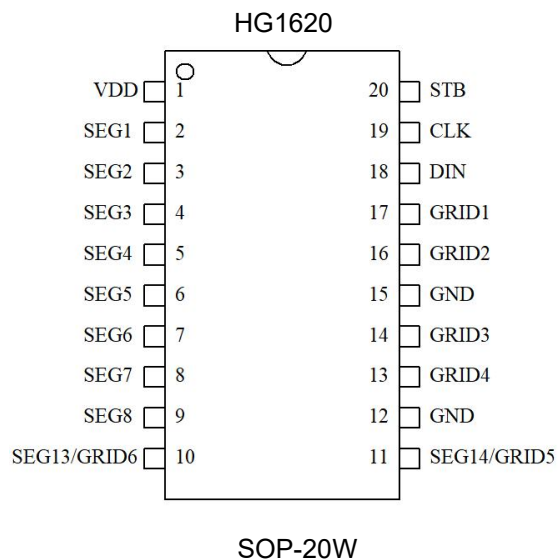 HG1620
VDD 1 20 STB
SEG1 2 19 CLK
SEG2 3 18 DIN
SEG3 4 17 GRID1
SEG4 5 16 GRID2
SEG5 6 15 GND
SEG6 7 14 GRID3
SEG7 8 13 GRID4
SEG8 9 12 GND
SEG13/GRID6 10 11 SEG14/GRID5
SOP-20W